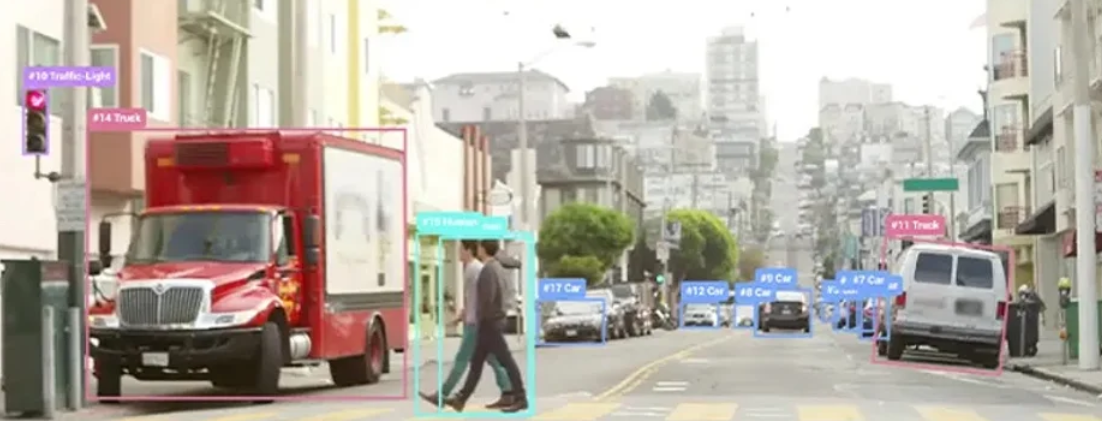 #10 Traffic-Light
#14 Truck
#11 Truck
#17 Car
#12 Car
#8 Car
#9 Car
#7 Car